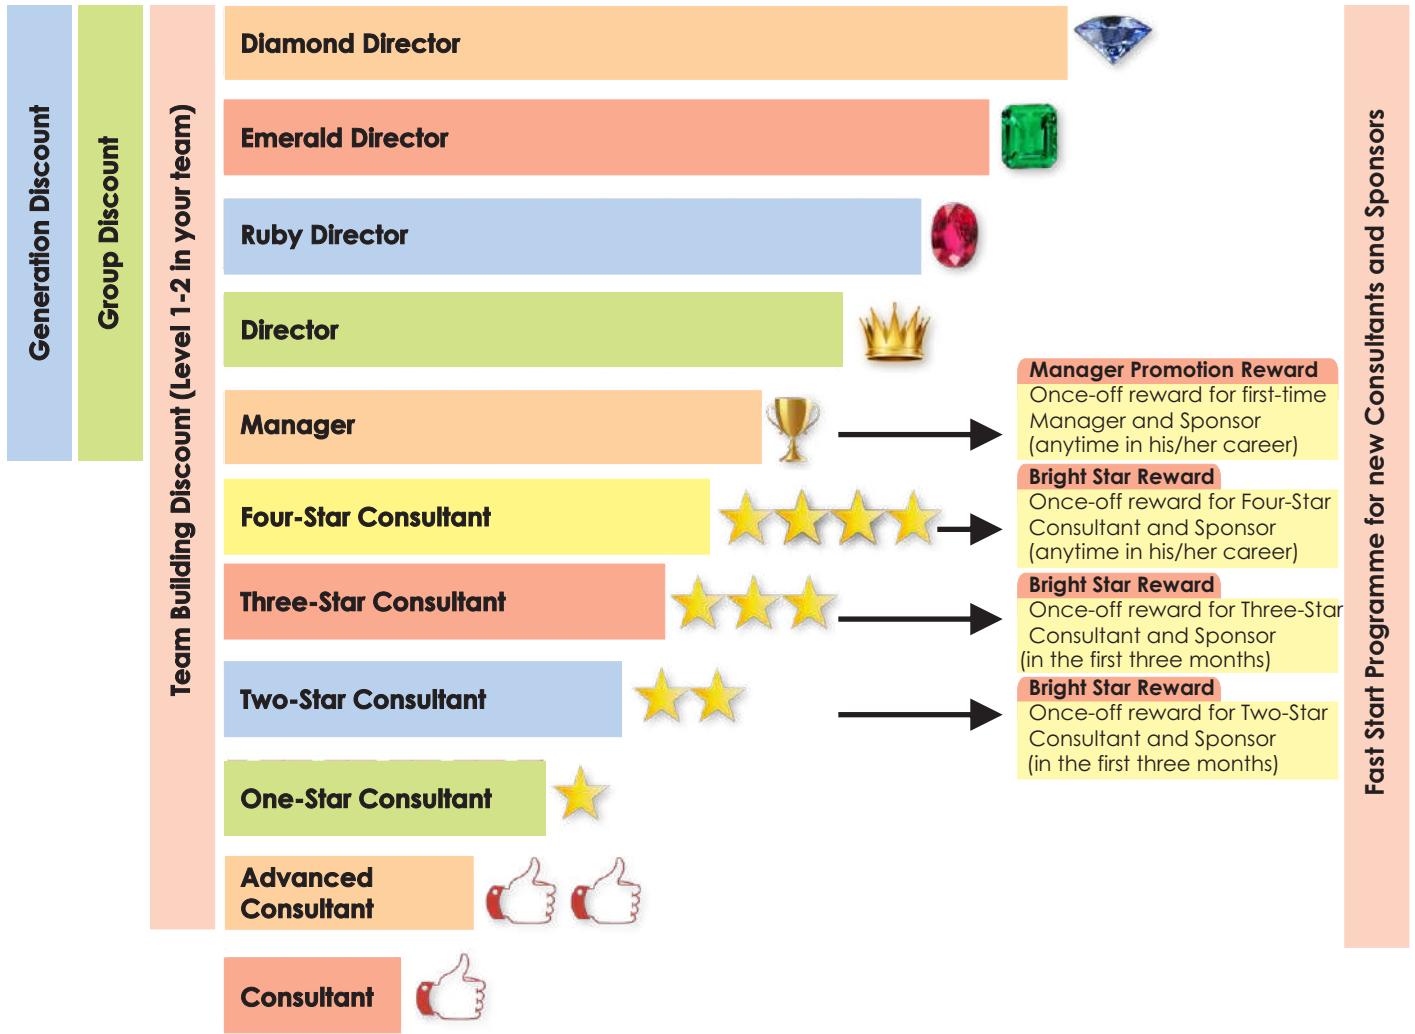 Generation Discount
Group Discount
Team Building Discount (Level 1-2 in your team)
Diamond Director
Emerald Director
Ruby Director
Director
Manager
Four-Star Consultant
Three-Star Consultant
Two-Star Consultant
One-Star Consultant
Advanced
Consultant
Consultant
Manager Promotion Reward
Once-off reward for first-time
Manager and Sponsor
(anytime in his/her career)
Bright Star Reward
Once-off reward for Four-Star
Consultant and Sponsor
(anytime in his/her career)
Bright Star Reward
Once-off reward for Three-Star
Consultant and Sponsor
(in the first three months)
Bright Star Reward
Once-off reward for Two-Star
Consultant and Sponsor
(in the first three months)
Fast Start Programme for new Consultants and Sponsors